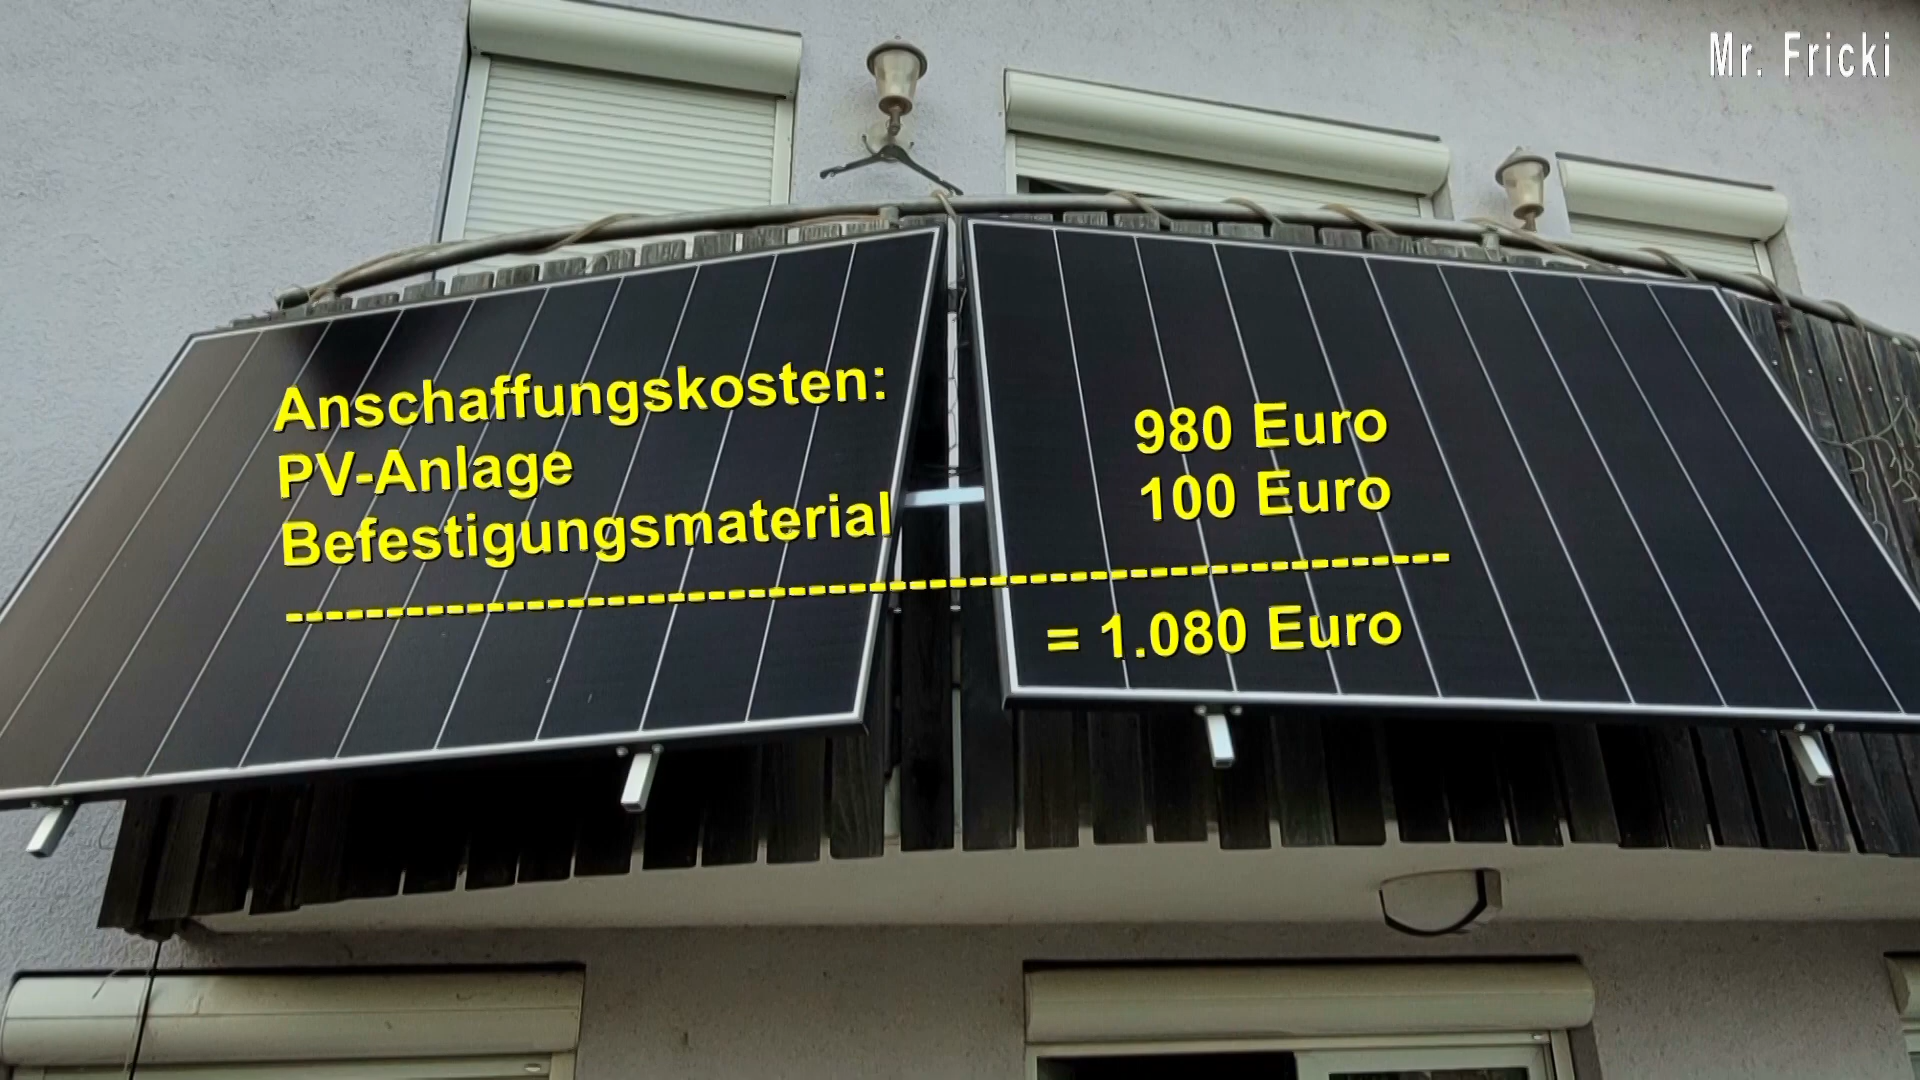 Mr. Fricki
Anschaffungskosten:
PV-Anlage 980 Euro
Befestigungsmaterial 100 Euro
---------------------------------------------------------
= 1.080 Euro